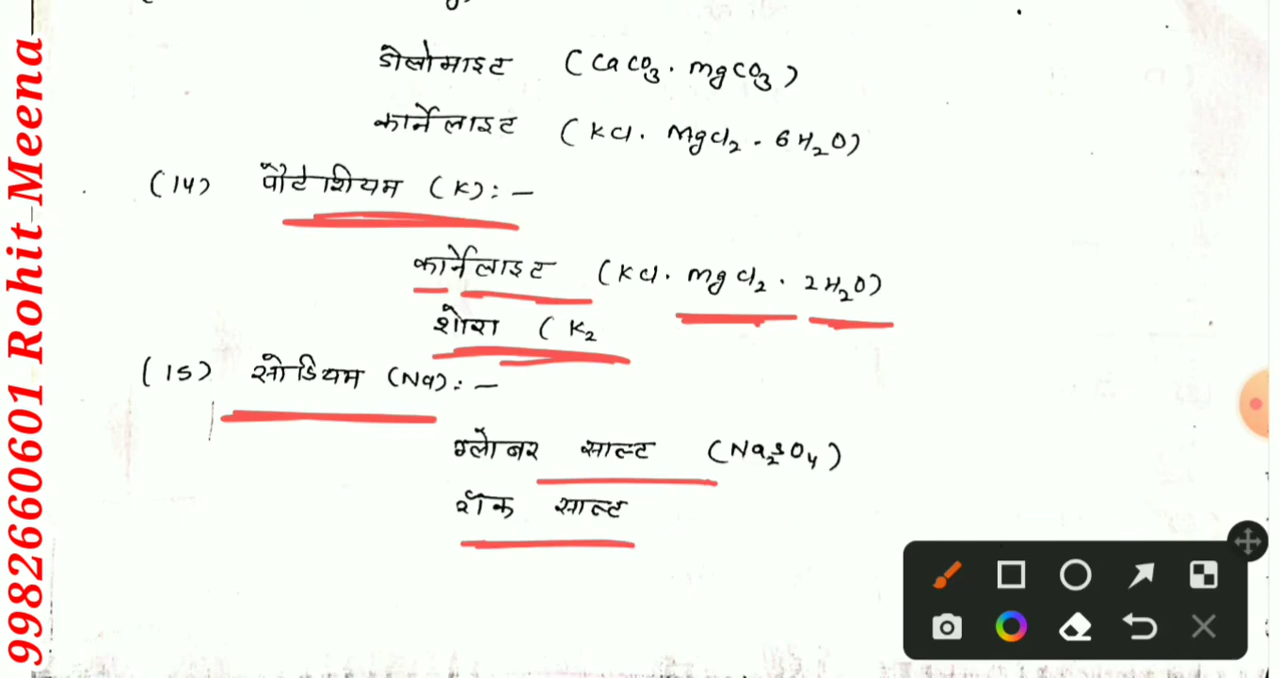 डोलोमाइट (CaCO₃. MgCO₃)
कार्नेलाइट (KCl. MgCl₂. 6H₂O)
(14) पोटेशियम (K):—
कार्नेलाइट (KCl. MgCl₂. 2H₂O)
शोरा (K₂
(15) सोडियम (Na):—
ग्लोबर साल्ट (Na₂SO₄)
रॉक साल्ट
9982660601 Rohit Meena